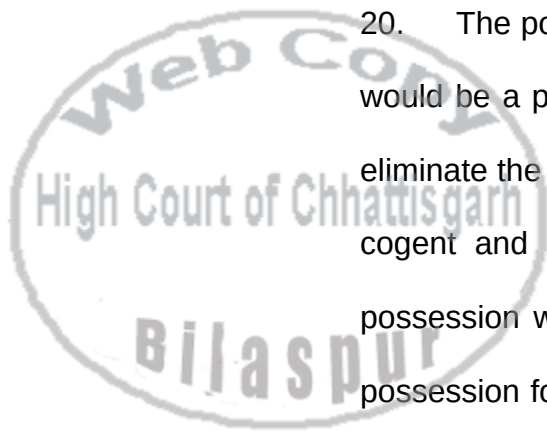 Web Copy
High Court of Chhattisgarh
Bilaspur
20. The po
would be a p
eliminate the
cogent and
possession w
possession fo